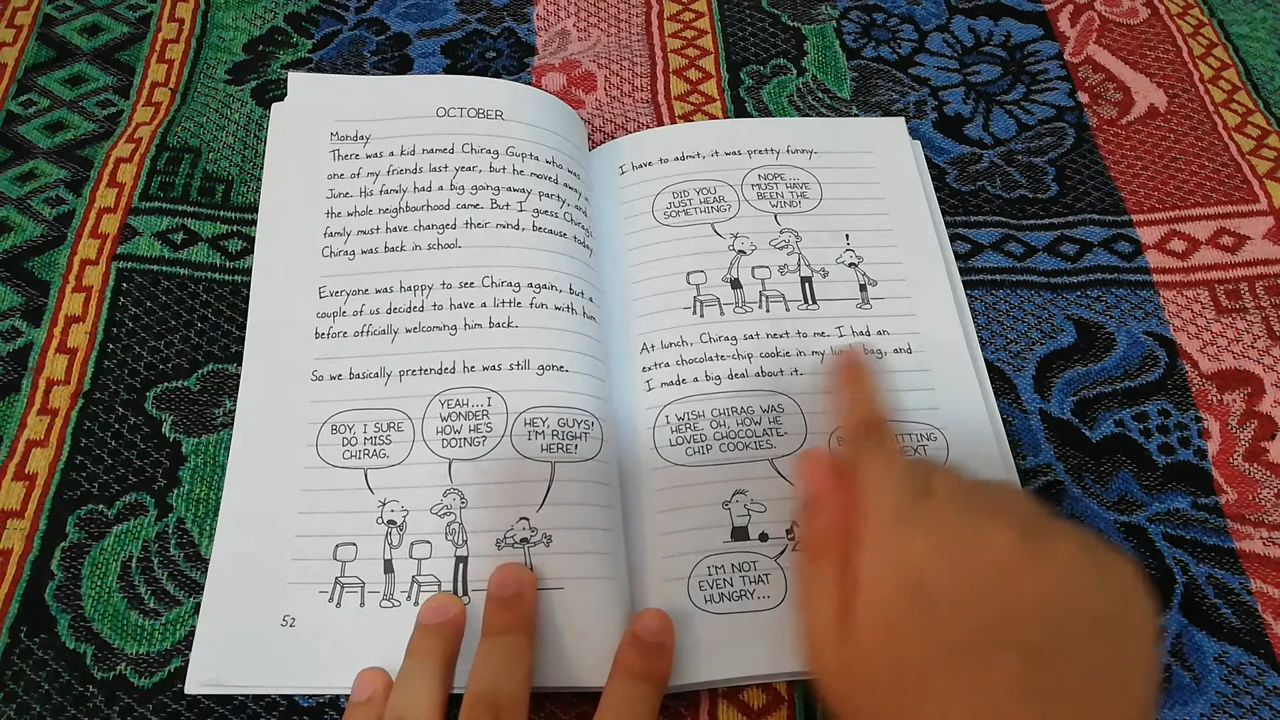 OCTOBER
Monday
There was a kid named Chirag Gupta who was
one of my friends last year, but he moved away in
June. His family had a big going-away party, and
the whole neighbourhood came. But I guess Chirag's
family must have changed their mind, because today
Chirag was back in school.
Everyone was happy to see Chirag again, but a
couple of us decided to have a little fun with him
before officially welcoming him back.
So we basically pretended he was still gone.
BOY, I SURE
DO MISS
CHIRAG.
YEAH...I
WONDER
HOW HE'S
DOING?
HEY, GUYS!
I'M RIGHT
HERE!
52
I have to admit, it was pretty funny.
DID YOU
JUST HEAR
SOMETHING?
NOPE...
MUST HAVE
BEEN THE
WIND!
!
At lunch, Chirag sat next to me. I had an
extra chocolate-chip cookie in my lunch bag, and
I made a big deal about it.
I WISH CHIRAG WAS
HERE. OH, HOW HE
LOVED CHOCOLATE-
CHIP COOKIES.
I'M NOT
EVEN THAT
HUNGRY...